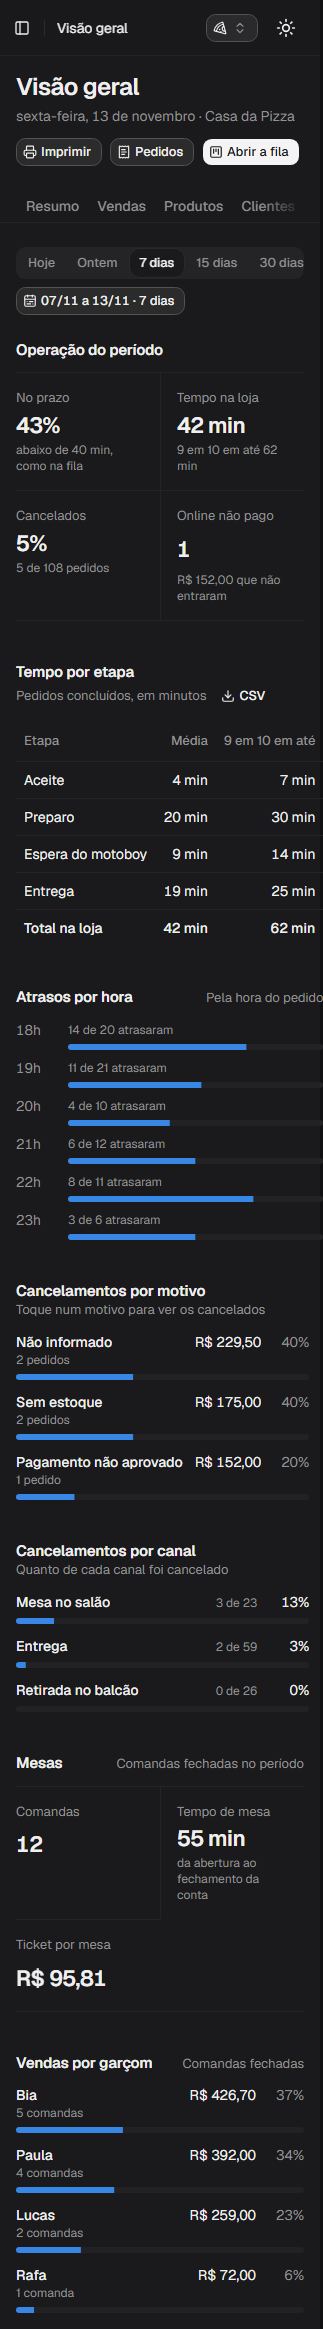 Visão geral
Visão geral
sexta-feira, 13 de novembro · Casa da Pizza
Imprimir
Pedidos
Abrir a fila
Resumo Vendas Produtos Clientes
Hoje Ontem 7 dias 15 dias 30 dias
07/11 a 13/11 · 7 dias
Operação do período
No prazo
43%
abaixo de 40 min,
como na fila
Tempo na loja
42 min
9 em 10 em até 62
min
Cancelados
5%
5 de 108 pedidos
Online não pago
1
R$ 152,00 que não
entraram
Tempo por etapa
Pedidos concluídos, em minutos
CSV
Etapa Média 9 em 10 em até
Aceite 4 min 7 min
Preparo 20 min 30 min
Espera do motoboy 9 min 14 min
Entrega 19 min 25 min
Total na loja 42 min 62 min
Atrasos por hora Pela hora do pedido
18h 14 de 20 atrasaram
19h 11 de 21 atrasaram
20h 4 de 10 atrasaram
21h 6 de 12 atrasaram
22h 8 de 11 atrasaram
23h 3 de 6 atrasaram
Cancelamentos por motivo
Toque num motivo para ver os cancelados
Não informado R$ 229,50 40%
2 pedidos
Sem estoque R$ 175,00 40%
2 pedidos
Pagamento não aprovado R$ 152,00 20%
1 pedido
Cancelamentos por canal
Quanto de cada canal foi cancelado
Mesa no salão 3 de 23 13%
Entrega 2 de 59 3%
Retirada no balcão 0 de 26 0%
Mesas Comandas fechadas no período
Comandas
12
Tempo de mesa
55 min
da abertura ao
fechamento da
conta
Ticket por mesa
R$ 95,81
Vendas por garçom Comandas fechadas
Bia R$ 426,70 37%
5 comandas
Paula R$ 392,00 34%
4 comandas
Lucas R$ 259,00 23%
2 comandas
Rafa R$ 72,00 6%
1 comanda